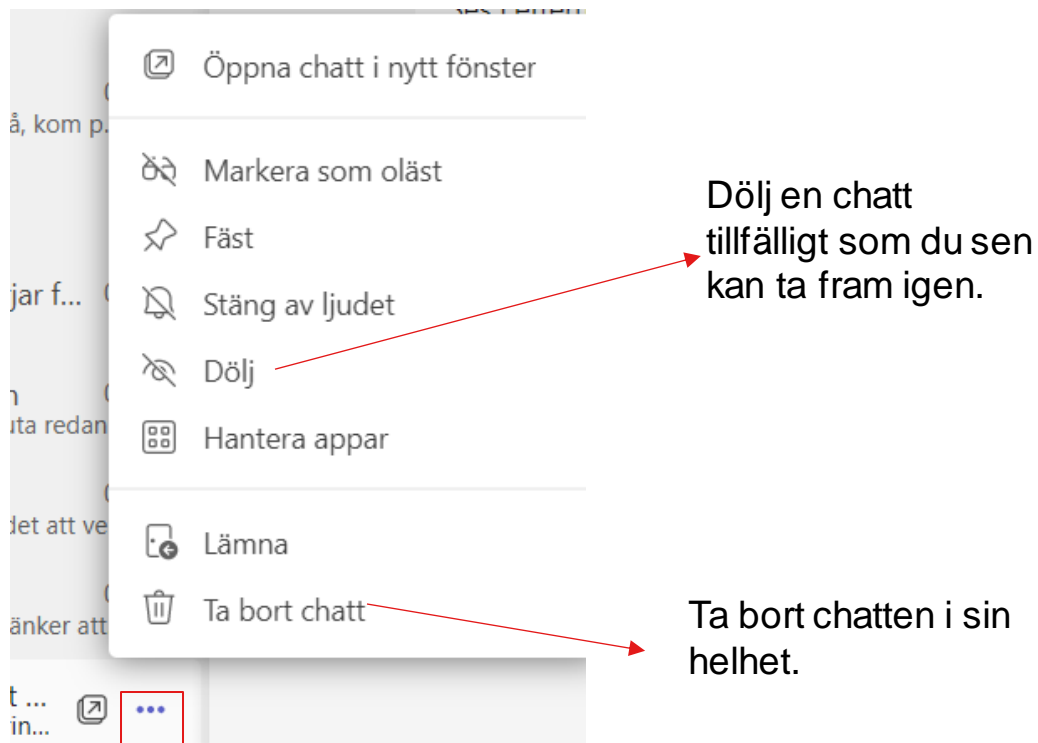 Öppna chatt i nytt fönster
å, kom p.
Markera som oläst
Fäst
jar f...
Stäng av ljudet
Dölj
redan
Hantera appar
det att ve
Lämna
änker att
Ta bort chatt
t ...
in...
Dölj en chatt
tillfälligt som du sen
kan ta fram igen.
Ta bort chatten i sin
helhet.